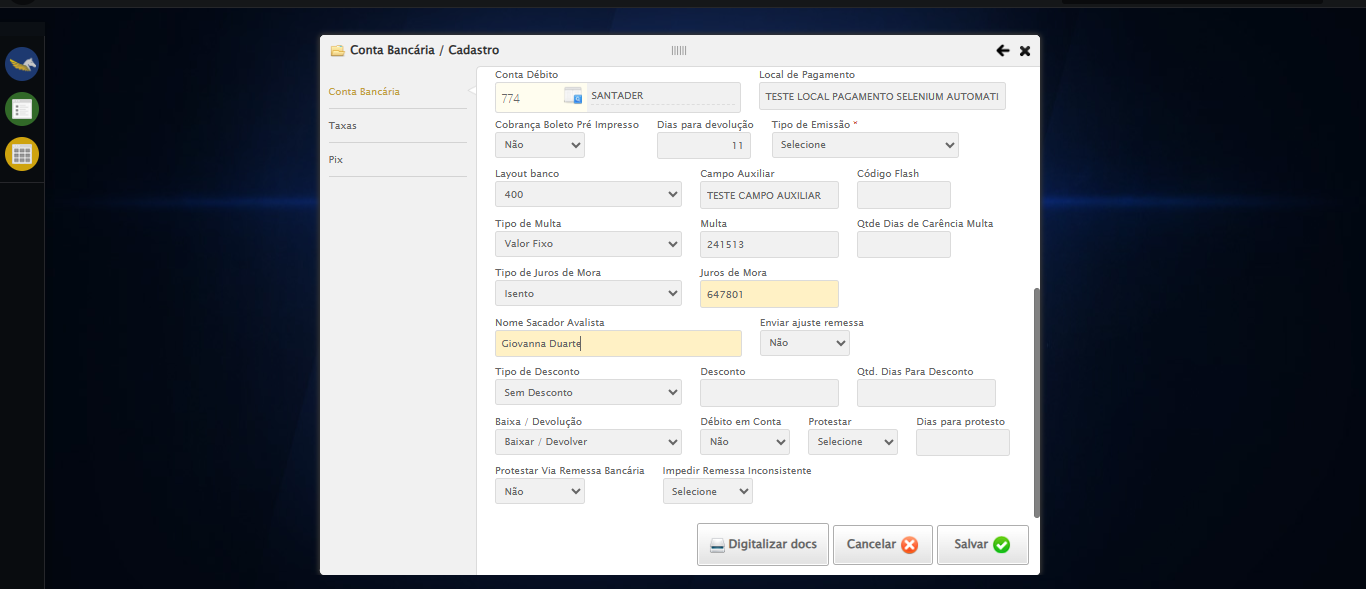 Conta Bancária / Cadastro
Conta Bancária
Taxas
Pix
Conta Débito Local de Pagamento
774 SANTADER TESTE LOCAL PAGAMENTO SELENIUM AUTOMATI
Cobrança Boleto Pré Impresso Dias para devolução Tipo de Emissão *
Não 11 Selecione
Layout banco Campo Auxiliar Código Flash
400 TESTE CAMPO AUXILIAR
Tipo de Multa Multa Qtde Dias de Carência Multa
Valor Fixo 241513
Tipo de Juros de Mora Juros de Mora
Isento 647801
Nome Sacador Avalista Enviar ajuste remessa
Giovanna Duarte Não
Tipo de Desconto Desconto Qtd. Dias Para Desconto
Sem Desconto
Baixa / Devolução Débito em Conta Protestar Dias para protesto
Baixar / Devolver Não Selecione
Protestar Via Remessa Bancária Impedir Remessa Inconsistente
Não Selecione
Digitalizar docs Cancelar Salvar